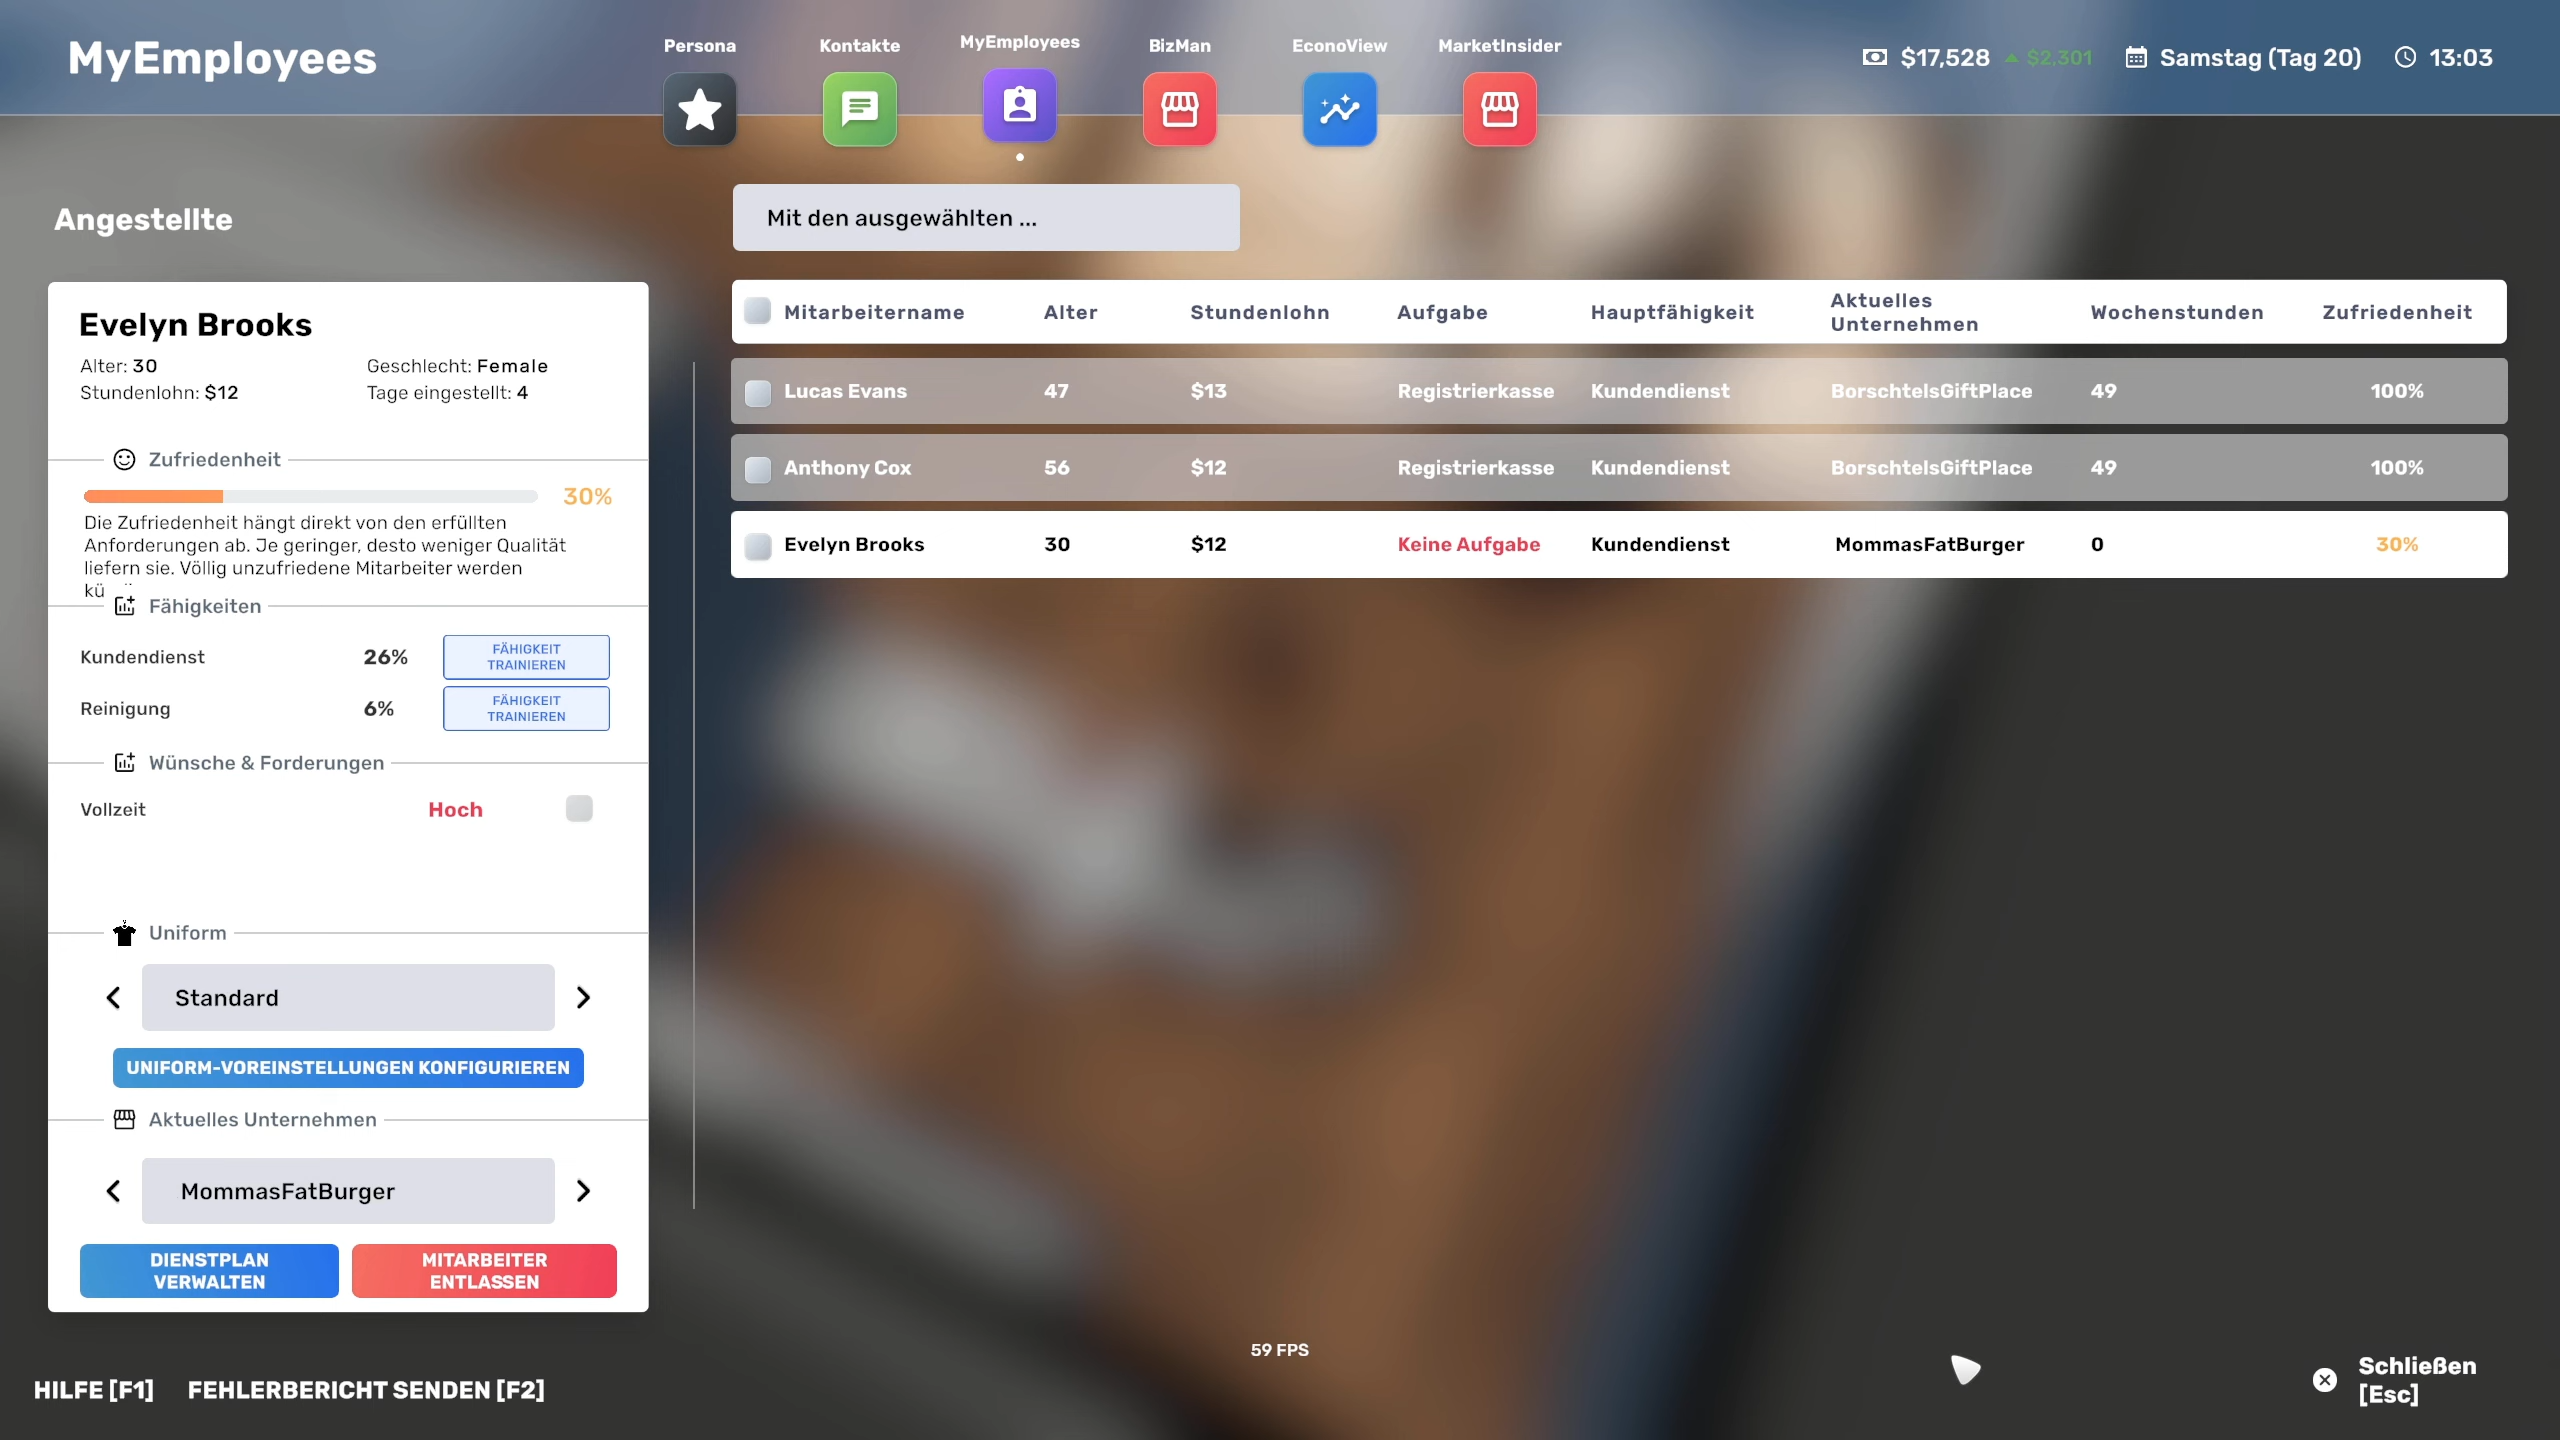 MyEmployees
Persona
Kontakte
MyEmployees
BizMan
EconoView
MarketInsider
$17,528
$2,301
Samstag (Tag 20)
13:03
Angestellte
Mit den ausgewählten ...
Evelyn Brooks
Alter: 30
Geschlecht: Female
Stundenlohn: $12
Tage eingestellt: 4
Zufriedenheit
30%
Die Zufriedenheit hängt direkt von den erfüllten
Anforderungen ab. Je geringer, desto weniger Qualität
liefern sie. Völlig unzufriedene Mitarbeiter werden
Fähigkeiten
Kundendienst 26% FÄHIGKEIT
TRAINIEREN
Reinigung 6% FÄHIGKEIT
TRAINIEREN
Wünsche & Forderungen
Vollzeit Hoch
Uniform
Standard
UNIFORM-VOREINSTELLUNGEN KONFIGURIEREN
Aktuelles Unternehmen
MommasFatBurger
DIENSTPLAN
VERWALTEN
MITARBEITER
ENTLASSEN
Mitarbeitername Alter Stundenlohn Aufgabe Hauptfähigkeit Aktuelles
Unternehmen Wochenstunden Zufriedenheit
Lucas Evans 47 $13 Registrierkasse Kundendienst BorschtelsGiftPlace 49 100%
Anthony Cox 56 $12 Registrierkasse Kundendienst BorschtelsGiftPlace 49 100%
Evelyn Brooks 30 $12 Keine Aufgabe Kundendienst MommasFatBurger 0 30%
59 FPS
HILFE [F1]
FEHLERBERICHT SENDEN [F2]
Schließen
[Esc]